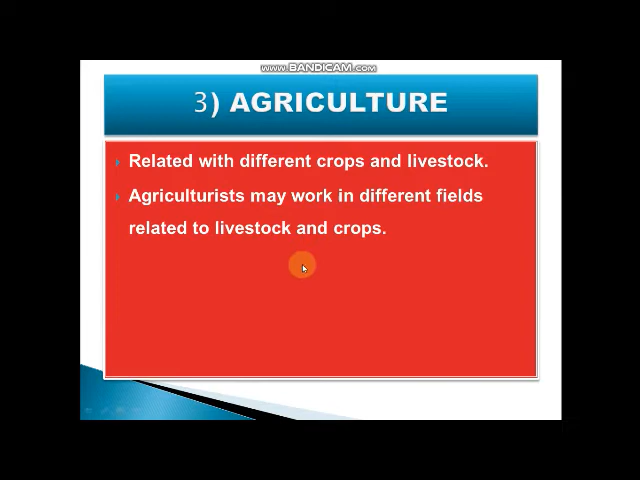 www.BANDICAM.com
3) AGRICULTURE
Related with different crops and livestock.
Agriculturists may work in different fields
related to livestock and crops.